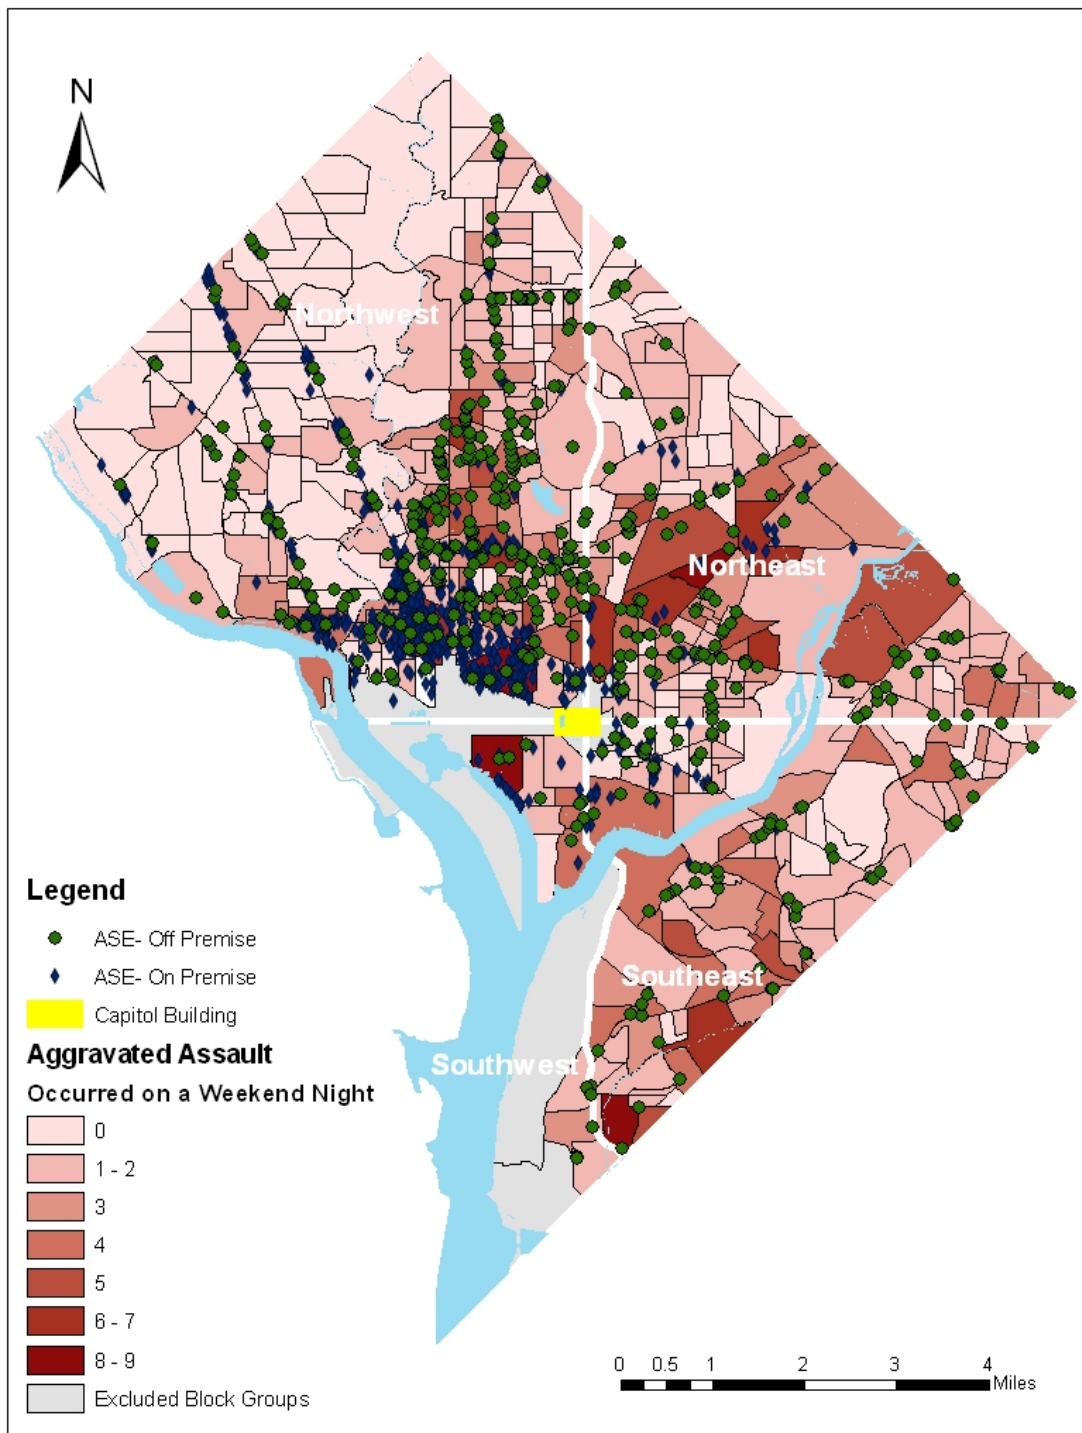 N
Northwest
Northeast
Legend
ASE- Off Premise
ASE- On Premise
Southeast
Capitol Building
Aggravated Assault
Southwest
Occurred on a Weekend Night
0
1 - 2
3
4
5
6 - 7
8 - 9
0 0.5 1 2 3 4
Miles
Excluded Block Groups